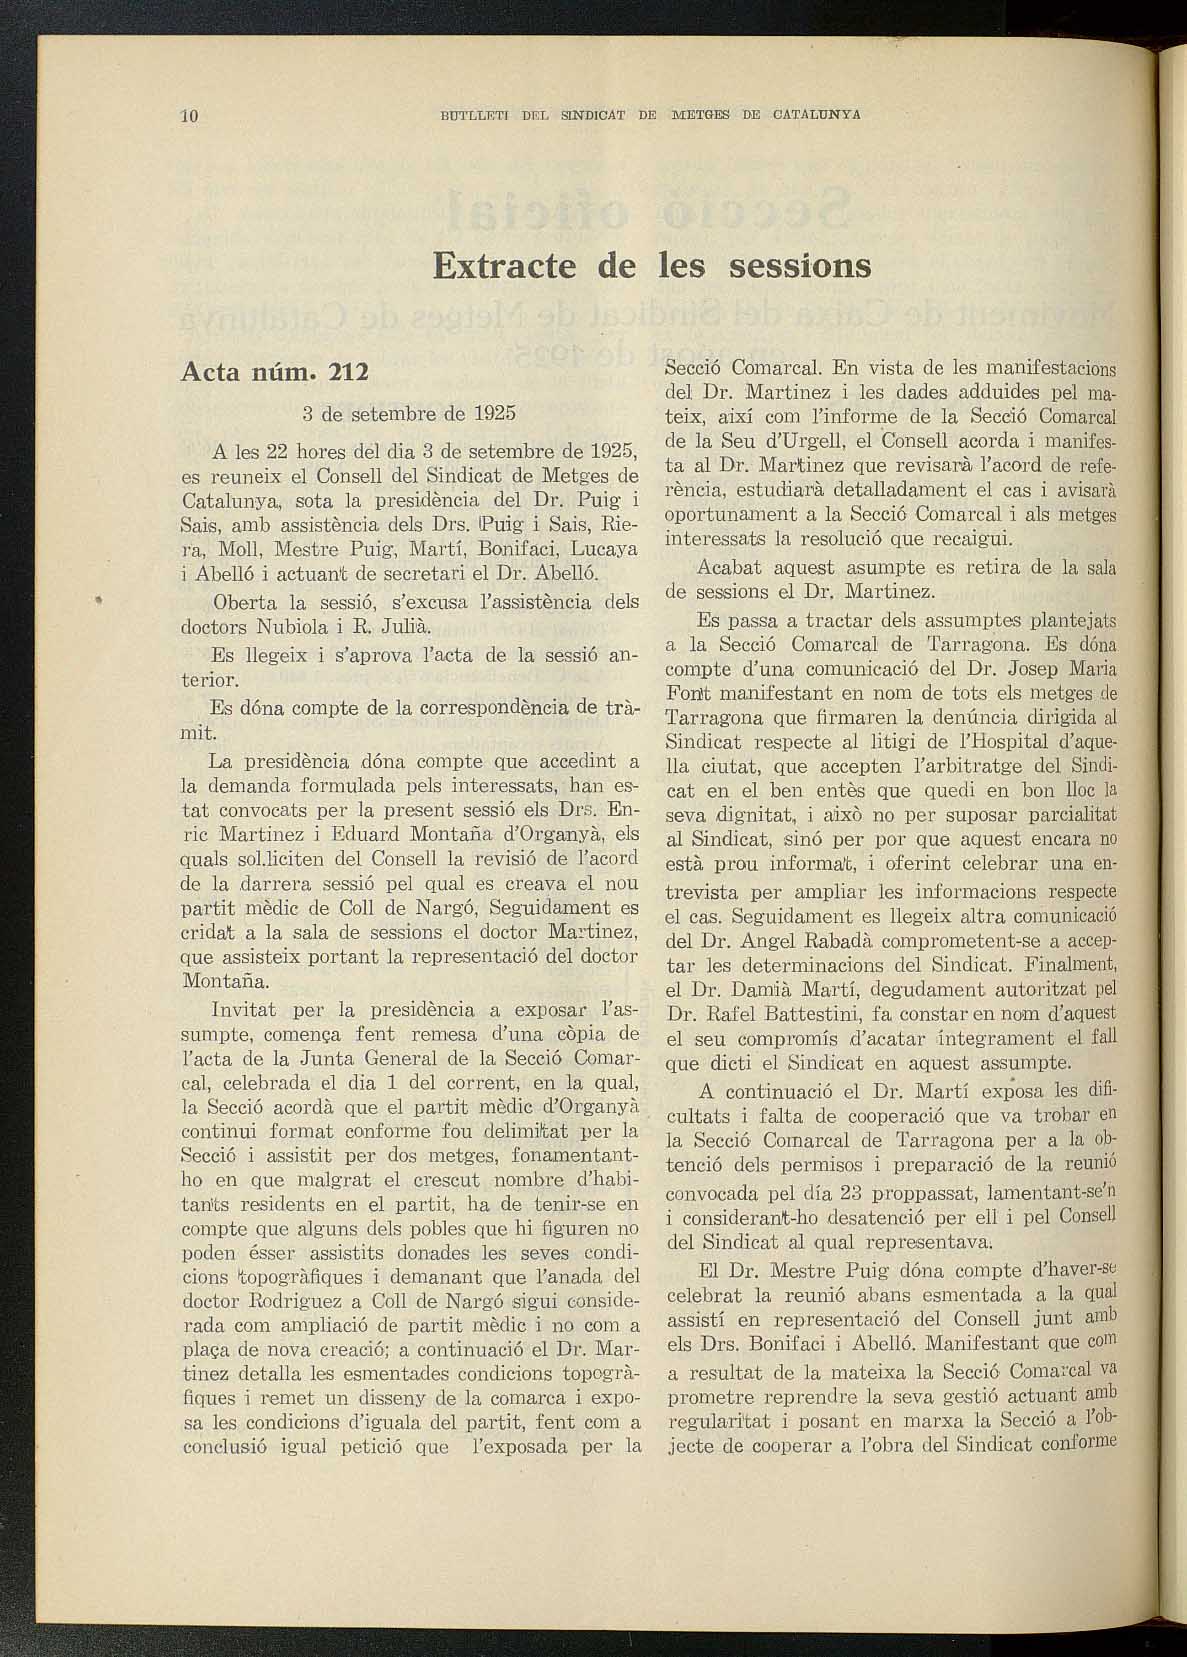 10
BUTLLETI DEL SINDICAT DE METGES DE CATALUNYA
Extracte de les sessions
Acta núm. 212
3 de setembre de 1925
A les 22 hores del dia 3 de setembre de 1925,
es reuneix el Consell del Sindicat de Metges de
Catalunya, sota la presidència del Dr. Puig i
Sais, amb assistència dels Drs. Puig i Sais, Rie-
ra, Moll, Mestre Puig, Martí, Bonifaci, Lucaya
i Abelló i actuant de secretari el Dr. Abelló.
Oberta la sessió, s'excusa l'assistència dels
doctors Nubiola i R. Julià.
Es llegeix i s'aprova l'acta de la sessió an-
terior.
Es dóna compte de la correspondència de trà-
mit.
La presidència dóna compte que accedint a
la demanda formulada pels interessats, han es-
tat convocats per la present sessió els Drs. En-
ric Martinez i Eduard Montaña d'Organyà, els
quals sol.liciten del Consell la revisió de l'acord
de la darrera sessió pel qual es creava el nou
partit mèdic de Coll de Nargó, Seguidament es
cridat a la sala de sessions el doctor Martinez,
que assisteix portant la representació del doctor
Montaña.
Invitat per la presidència a exposar l'as-
sumpte, comença fent remesa d'una còpia de
l'acta de la Junta General de la Secció Comar-
cal, celebrada el dia 1 del corrent, en la qual,
la Secció acordà que el partit mèdic d'Organyà
continui format conforme fou delimitat per la
Secció i assistit per dos metges, fonamentant-
ho en que malgrat el crescut nombre d'habi-
tants residents en el partit, ha de tenir-se en
compte que alguns dels pobles que hi figuren no
poden ésser assistits donades les seves condi-
cions topogràfiques i demanant que l'anada del
doctor Rodriguez a Coll de Nargó sigui conside-
rada com ampliació de partit mèdic i no com a
plaça de nova creació; a continuació el Dr. Mar-
tinez detalla les esmentades condicions topogrà-
fiques i remet un disseny de la comarca i expo-
sa les condicions d'iguala del partit, fent com a
conclusió igual petició que l'exposada per la
Secció Comarcal. En vista de les manifestacions
del Dr. Martinez i les dades adduides pel ma-
teix, així com l'informe de la Secció Comarcal
de la Seu d'Urgell, el Consell acorda i manifes-
ta al Dr. Martinez que revisarà l'acord de refe-
rència, estudiarà detalladament el cas i avisarà
oportunament a la Secció Comarcal i als metges
interessats la resolució que recaigui.
Acabat aquest asumpte es retira de la sala
de sessions el Dr. Martinez.
Es passa a tractar dels assumptes plantejats
a la Secció Comarcal de Tarragona. Es dóna
compte d'una comunicació del Dr. Josep Maria
Font manifestant en nom de tots els metges de
Tarragona que firmaren la denúncia dirigida al
Sindicat respecte al litigi de l'Hospital d'aque-
lla ciutat, que accepten l'arbitratge del Sindi-
cat en el ben entès que quedi en bon lloc la
seva dignitat, i això no per suposar parcialitat
al Sindicat, sinó per por que aquest encara no
està prou informat, i oferint celebrar una en-
trevista per ampliar les informacions respecte
el cas. Seguidament es llegeix altra comunicació
del Dr. Angel Rabadà comprometent-se a accep-
tar les determinacions del Sindicat. Finalment,
el Dr. Damià Martí, degudament autoritzat pel
Dr. Rafel Battestini, fa constar en nom d'aquest
el seu compromís d'acatar íntegrament el fall
que dicti el Sindicat en aquest assumpte.
A continuació el Dr. Martí exposa les difi-
cultats i falta de cooperació que va trobar en
la Secció Comarcal de Tarragona per a la ob-
tenció dels permisos i preparació de la reunió
convocada pel día 23 proppassat, lamentant-se'n
i considerant-ho desatenció per ell i pel Consell
del Sindicat al qual representava.
El Dr. Mestre Puig dóna compte d'haver-se
celebrat la reunió abans esmentada a la qual
assistí en representació del Consell junt amb
els Drs. Bonifaci i Abelló. Manifestant que com
a resultat de la mateixa la Secció Comarcal va
prometre reprendre la seva gestió actuant amb
regularitat i posant en marxa la Secció a l'ob-
jecte de cooperar a l'obra del Sindicat conforme